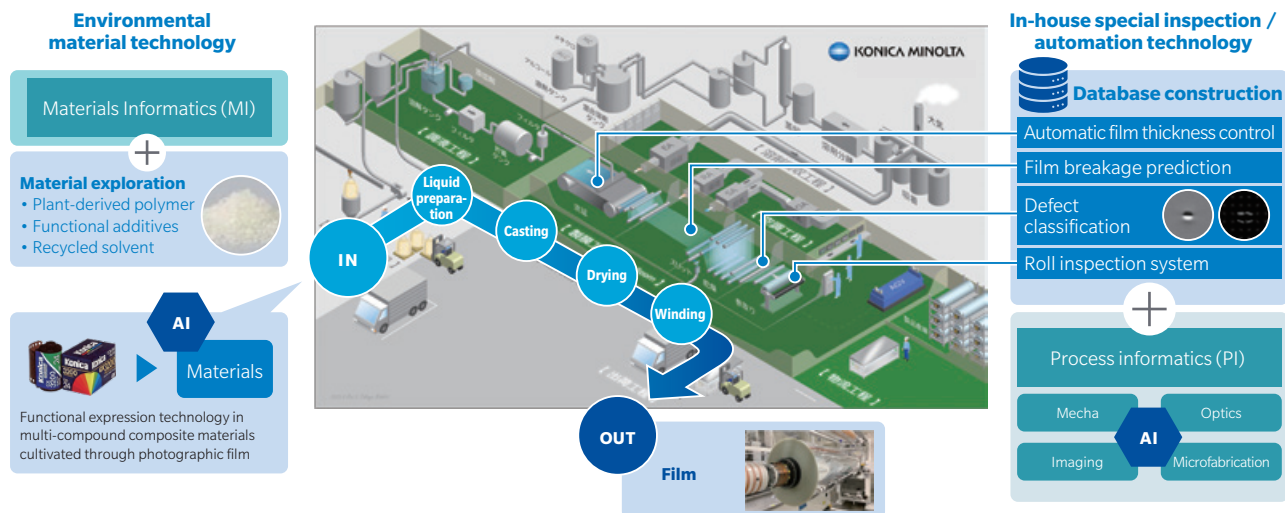 Environmental
material technology
Materials Informatics (MI)
Material exploration
• Plant-derived polymer
• Functional additives
• Recycled solvent
AI
Materials
Functional expression technology in
multi-compound composite materials
cultivated through photographic film
KONICA MINOLTA
IN
Liquid
prepara-
tion
Casting
Drying
Winding
OUT
Film
In-house special inspection /
automation technology
Database construction
Automatic film thickness control
Film breakage prediction
Defect
classification
Roll inspection system
Process informatics (PI)
Mecha
Optics
AI
Imaging
Microfabrication